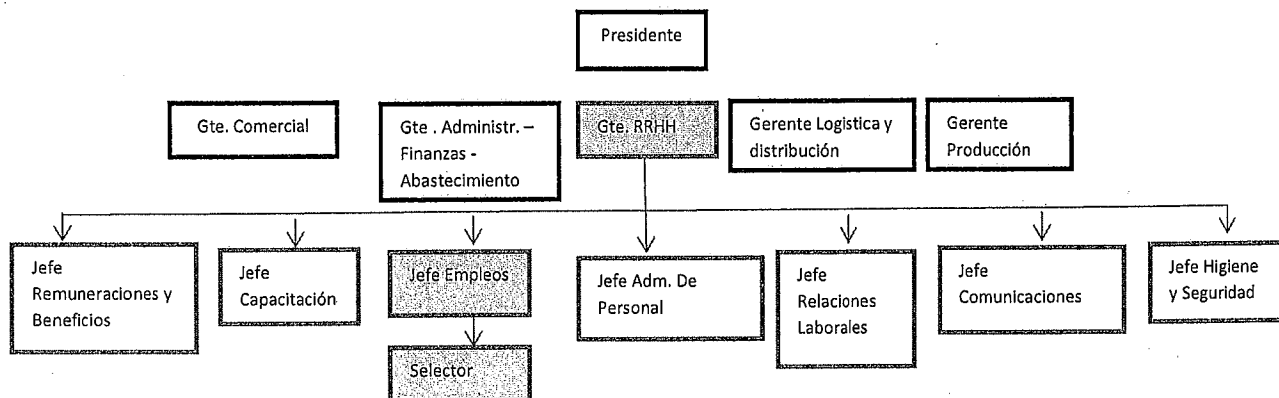 Presidente
Gte. Comercial
Gte . Administr. –
Finanzas -
Abastecimiento
Gte. RRHH
Gerente Logistica y
distribución
Gerente
Producción
Jefe
Remuneraciones y
Beneficios
Jefe
Capacitación
Jefe Empleos
Jefe Adm. De
Personal
Jefe
Relaciones
Laborales
Jefe
Comunicaciones
Jefe Higiene
y Seguridad
Selector